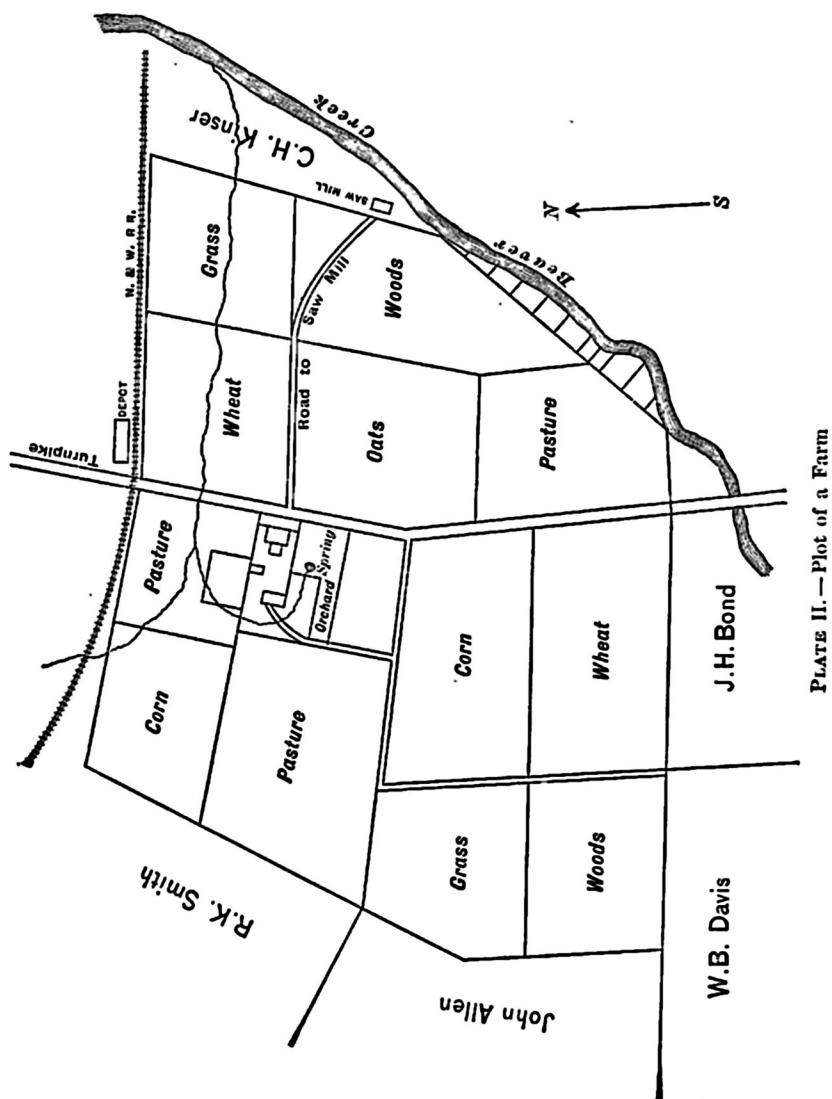 Turnpike
DEPOT
N. & W. RR.
C.H. Kinser
Creek
SAW MILL
Grass
Wheat
Pasture
Corn
Pasture
Orchard
Spring
Road to
Saw Mill
Woods
Oats
Pasture
Beaver
N
S
R.K. Smith
Corn
Wheat
Grass
Woods
John Allen
J.H. Bond
W.B. Davis
PLATE II.—Plot of a Farm